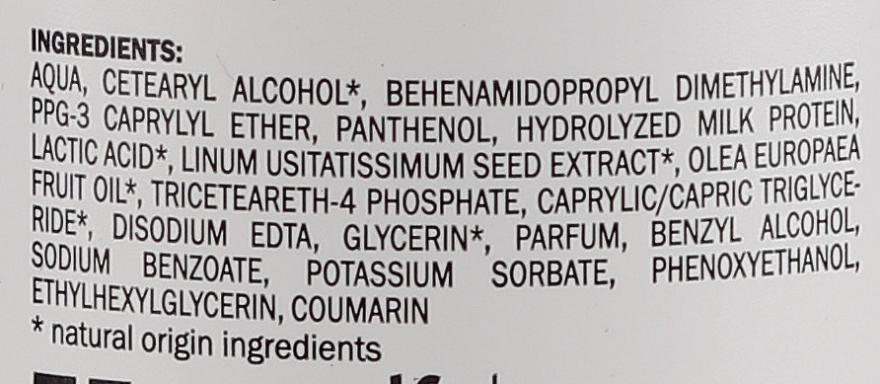 INGREDIENTS:
AQUA, CETEARYL ALCOHOL*, BEHENAMIDOPROPYL DIMETHYLAMINE,
PPG-3 CAPRYLYL ETHER, PANTHENOL, HYDROLYZED MILK PROTEIN,
LACTIC ACID*, LINUM USITATISSIMUM SEED EXTRACT*, OLEA EUROPAEA
FRUIT OIL*, TRICETEARETH-4 PHOSPHATE, CAPRYLIC/CAPRIC TRIGLYCE-
RIDE*, DISODIUM EDTA, GLYCERIN*, PARFUM, BENZYL ALCOHOL,
SODIUM BENZOATE, POTASSIUM SORBATE, PHENOXYETHANOL,
ETHYLHEXYLGLYCERIN, COUMARIN
* natural origin ingredients